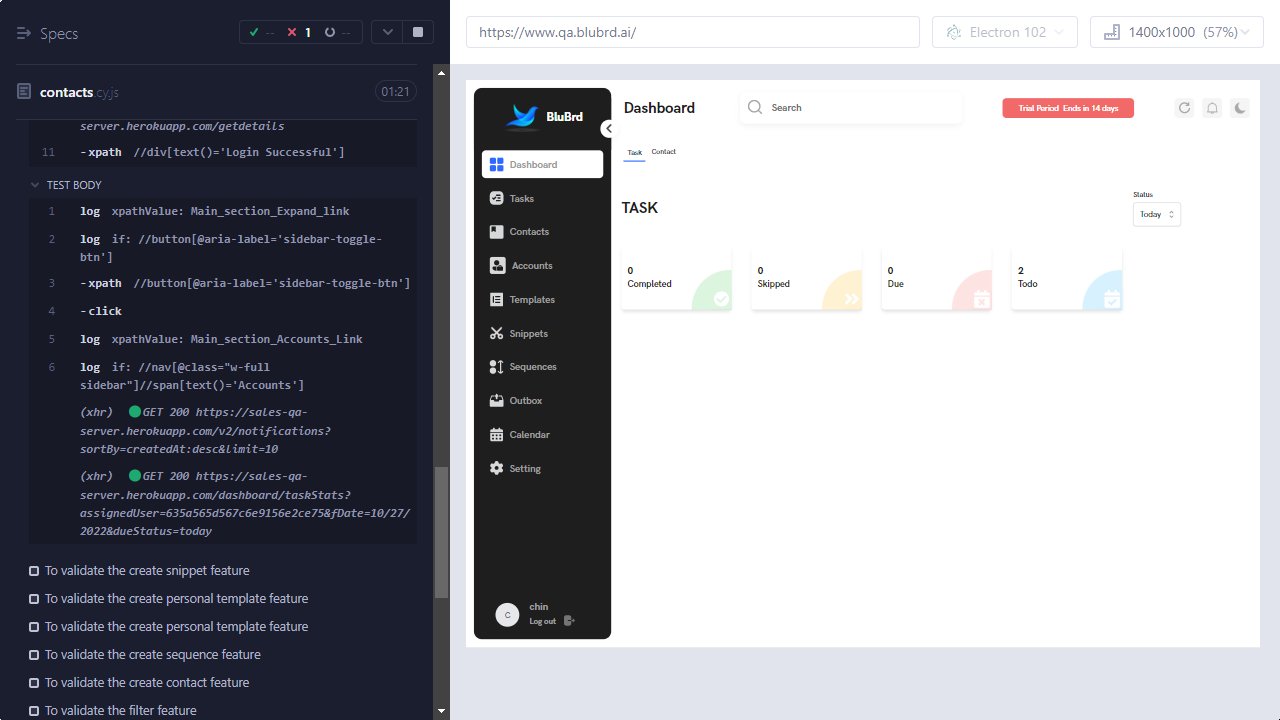 Specs
-- 1 --
contacts.cy.js
01:21
server.herokuapp.com/getdetails
11 -xpath //div[text()='Login Successful']
TEST BODY
1 log xpathValue: Main_section_Expand_link
2 log if: //button[@aria-label='sidebar-toggle-
btn']
3 -xpath //button[@aria-label='sidebar-toggle-btn']
4 -click
5 log xpathValue: Main_section_Accounts_Link
6 log if: //nav[@class="w-full
sidebar"]//span[text()='Accounts']
(xhr) GET 200 https://sales-qa-
server.herokuapp.com/v2/notifications?
sortBy=createdAt:desc&limit=10
(xhr) GET 200 https://sales-qa-
server.herokuapp.com/dashboard/taskStats?
assignedUser=635a565d567c6e9156e2ce75&fDate=10/27/
2022&dueStatus=today
To validate the create snippet feature
To validate the create personal template feature
To validate the create personal template feature
To validate the create sequence feature
To validate the create contact feature
To validate the filter feature
https://www.qa.blubrd.ai/
Electron 102
1400x1000 (57%)
BluBrd
Dashboard
Tasks
Contacts
Accounts
Templates
Snippets
Sequences
Outbox
Calendar
Setting
C
chin
Log out
Dashboard
Search
Trial Period Ends in 14 days
Task
Contact
TASK
Status
Today
0
Completed
0
Skipped
0
Due
2
Todo